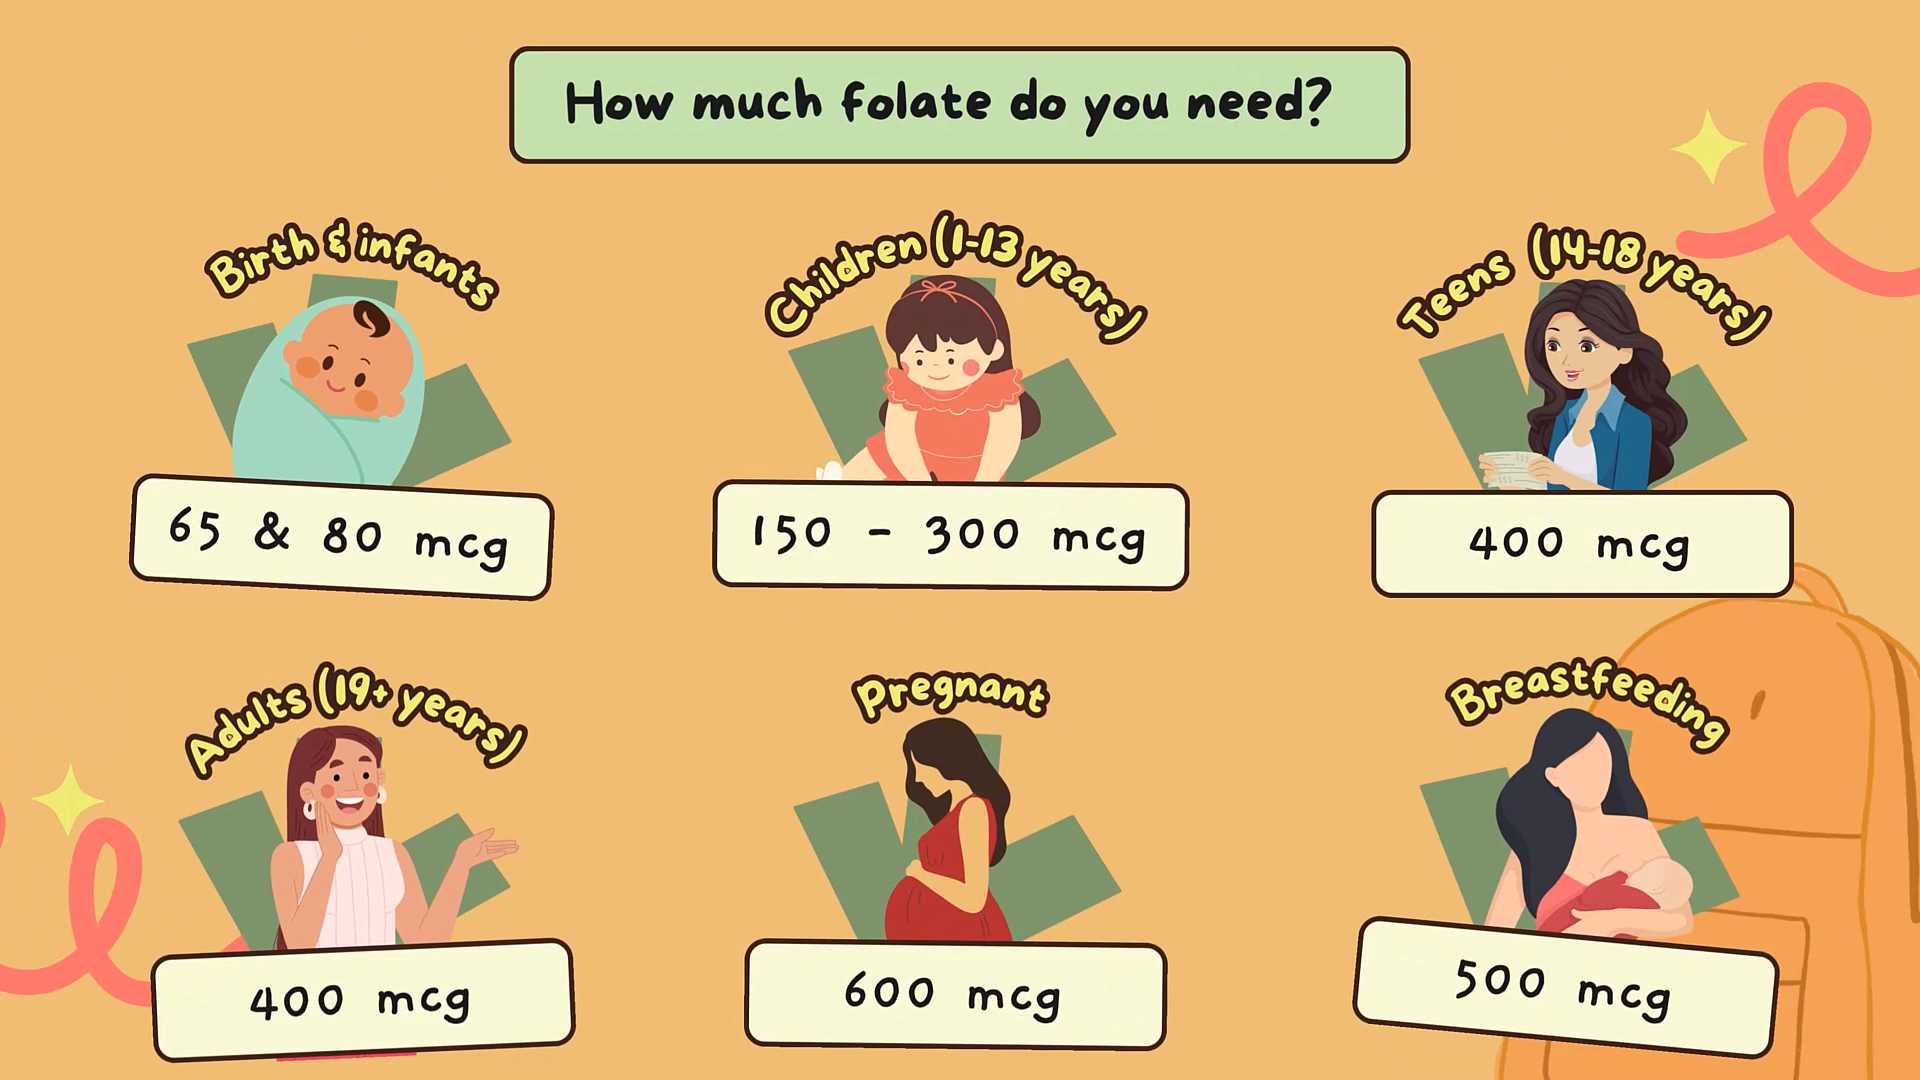 How much folate do you need?
Birth & infants
65 & 80 mcg
Children (1-13 years)
150 - 300 mcg
Teens (14-18 years)
400 mcg
Adults (19+ years)
400 mcg
Pregnant
600 mcg
Breastfeeding
500 mcg